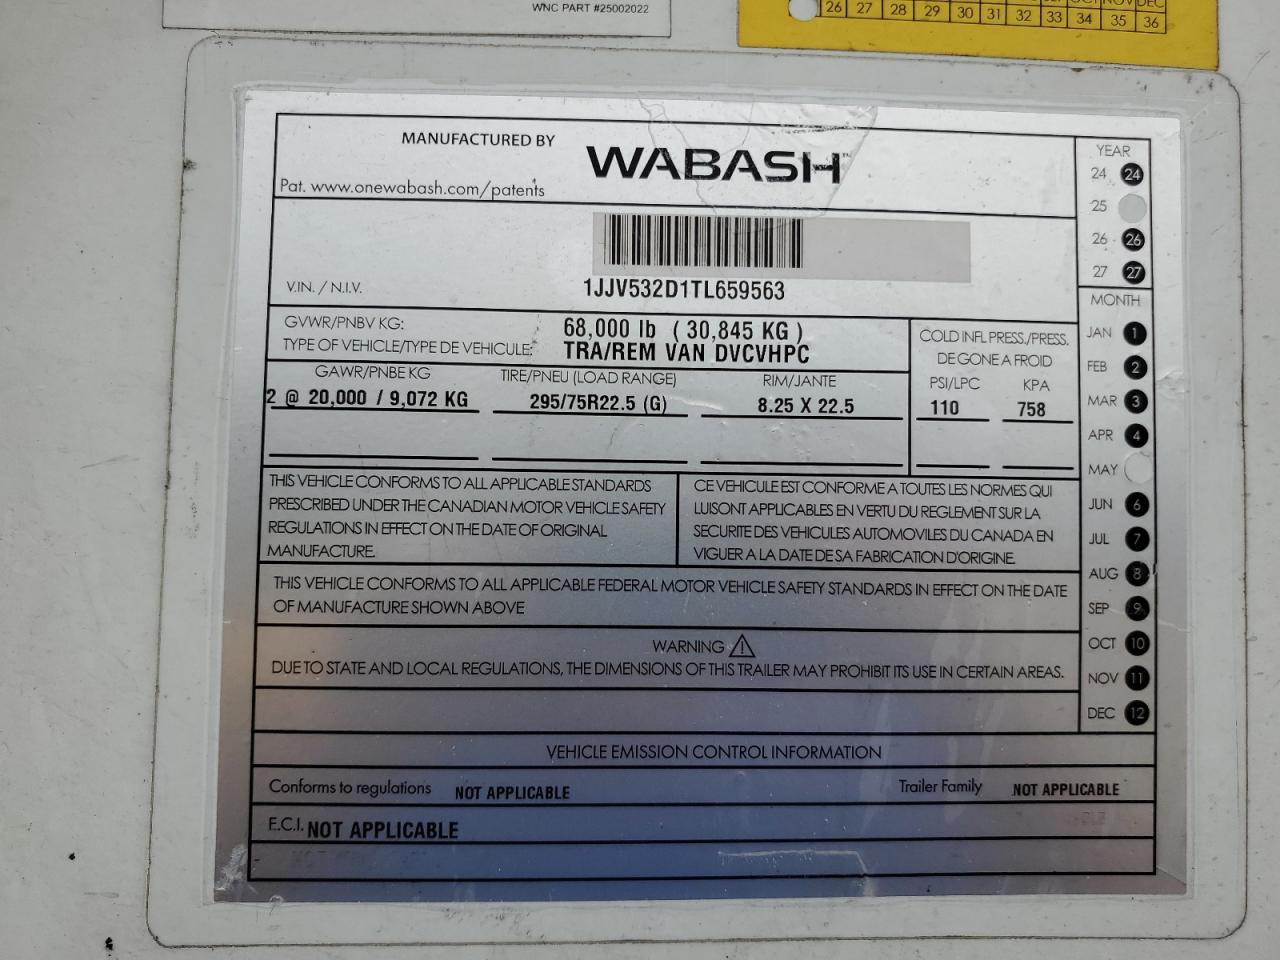 WNC PART #25002022
26 27 28 29 30 31 32 33 34 35 36
MANUFACTURED BY
WABASH™
Pat. www.onewabash.com/patents
V.IN. / N.I.V.
1JJV532D1TL659563
GVWR/PNBV KG: 68,000 lb ( 30,845 KG )
TYPE OF VEHICLE/TYPE DE VEHICULE: TRA/REM VAN DVCVHPC
GAWR/PNBE KG TIRE/PNEU (LOAD RANGE) RIM/JANTE
2 @ 20,000 / 9,072 KG 295/75R22.5 (G) 8.25 X 22.5
COLD INFL PRESS./PRESS.
DE GONE A FROID
PSI/LPC KPA
110 758
THIS VEHICLE CONFORMS TO ALL APPLICABLE STANDARDS
PRESCRIBED UNDER THE CANADIAN MOTOR VEHICLE SAFETY
REGULATIONS IN EFFECT ON THE DATE OF ORIGINAL
MANUFACTURE.
CE VEHICULE EST CONFORME A TOUTES LES NORMES QUI
LUISONT APPLICABLES EN VERTU DU REGLEMENT SUR LA
SECURITE DES VEHICULES AUTOMOVILES DU CANADA EN
VIGUER A LA DATE DE SA FABRICATION D'ORIGINE.
THIS VEHICLE CONFORMS TO ALL APPLICABLE FEDERAL MOTOR VEHICLE SAFETY STANDARDS IN EFFECT ON THE DATE
OF MANUFACTURE SHOWN ABOVE
WARNING
DUE TO STATE AND LOCAL REGULATIONS, THE DIMENSIONS OF THIS TRAILER MAY PROHIBIT ITS USE IN CERTAIN AREAS.
VEHICLE EMISSION CONTROL INFORMATION
Conforms to regulations NOT APPLICABLE Trailer Family NOT APPLICABLE
E.C.I. NOT APPLICABLE
YEAR
24 24
25
26 26
27 27
MONTH
JAN 1
FEB 2
MAR 3
APR 4
MAY
JUN 6
JUL 7
AUG 8
SEP 9
OCT 10
NOV 11
DEC 12